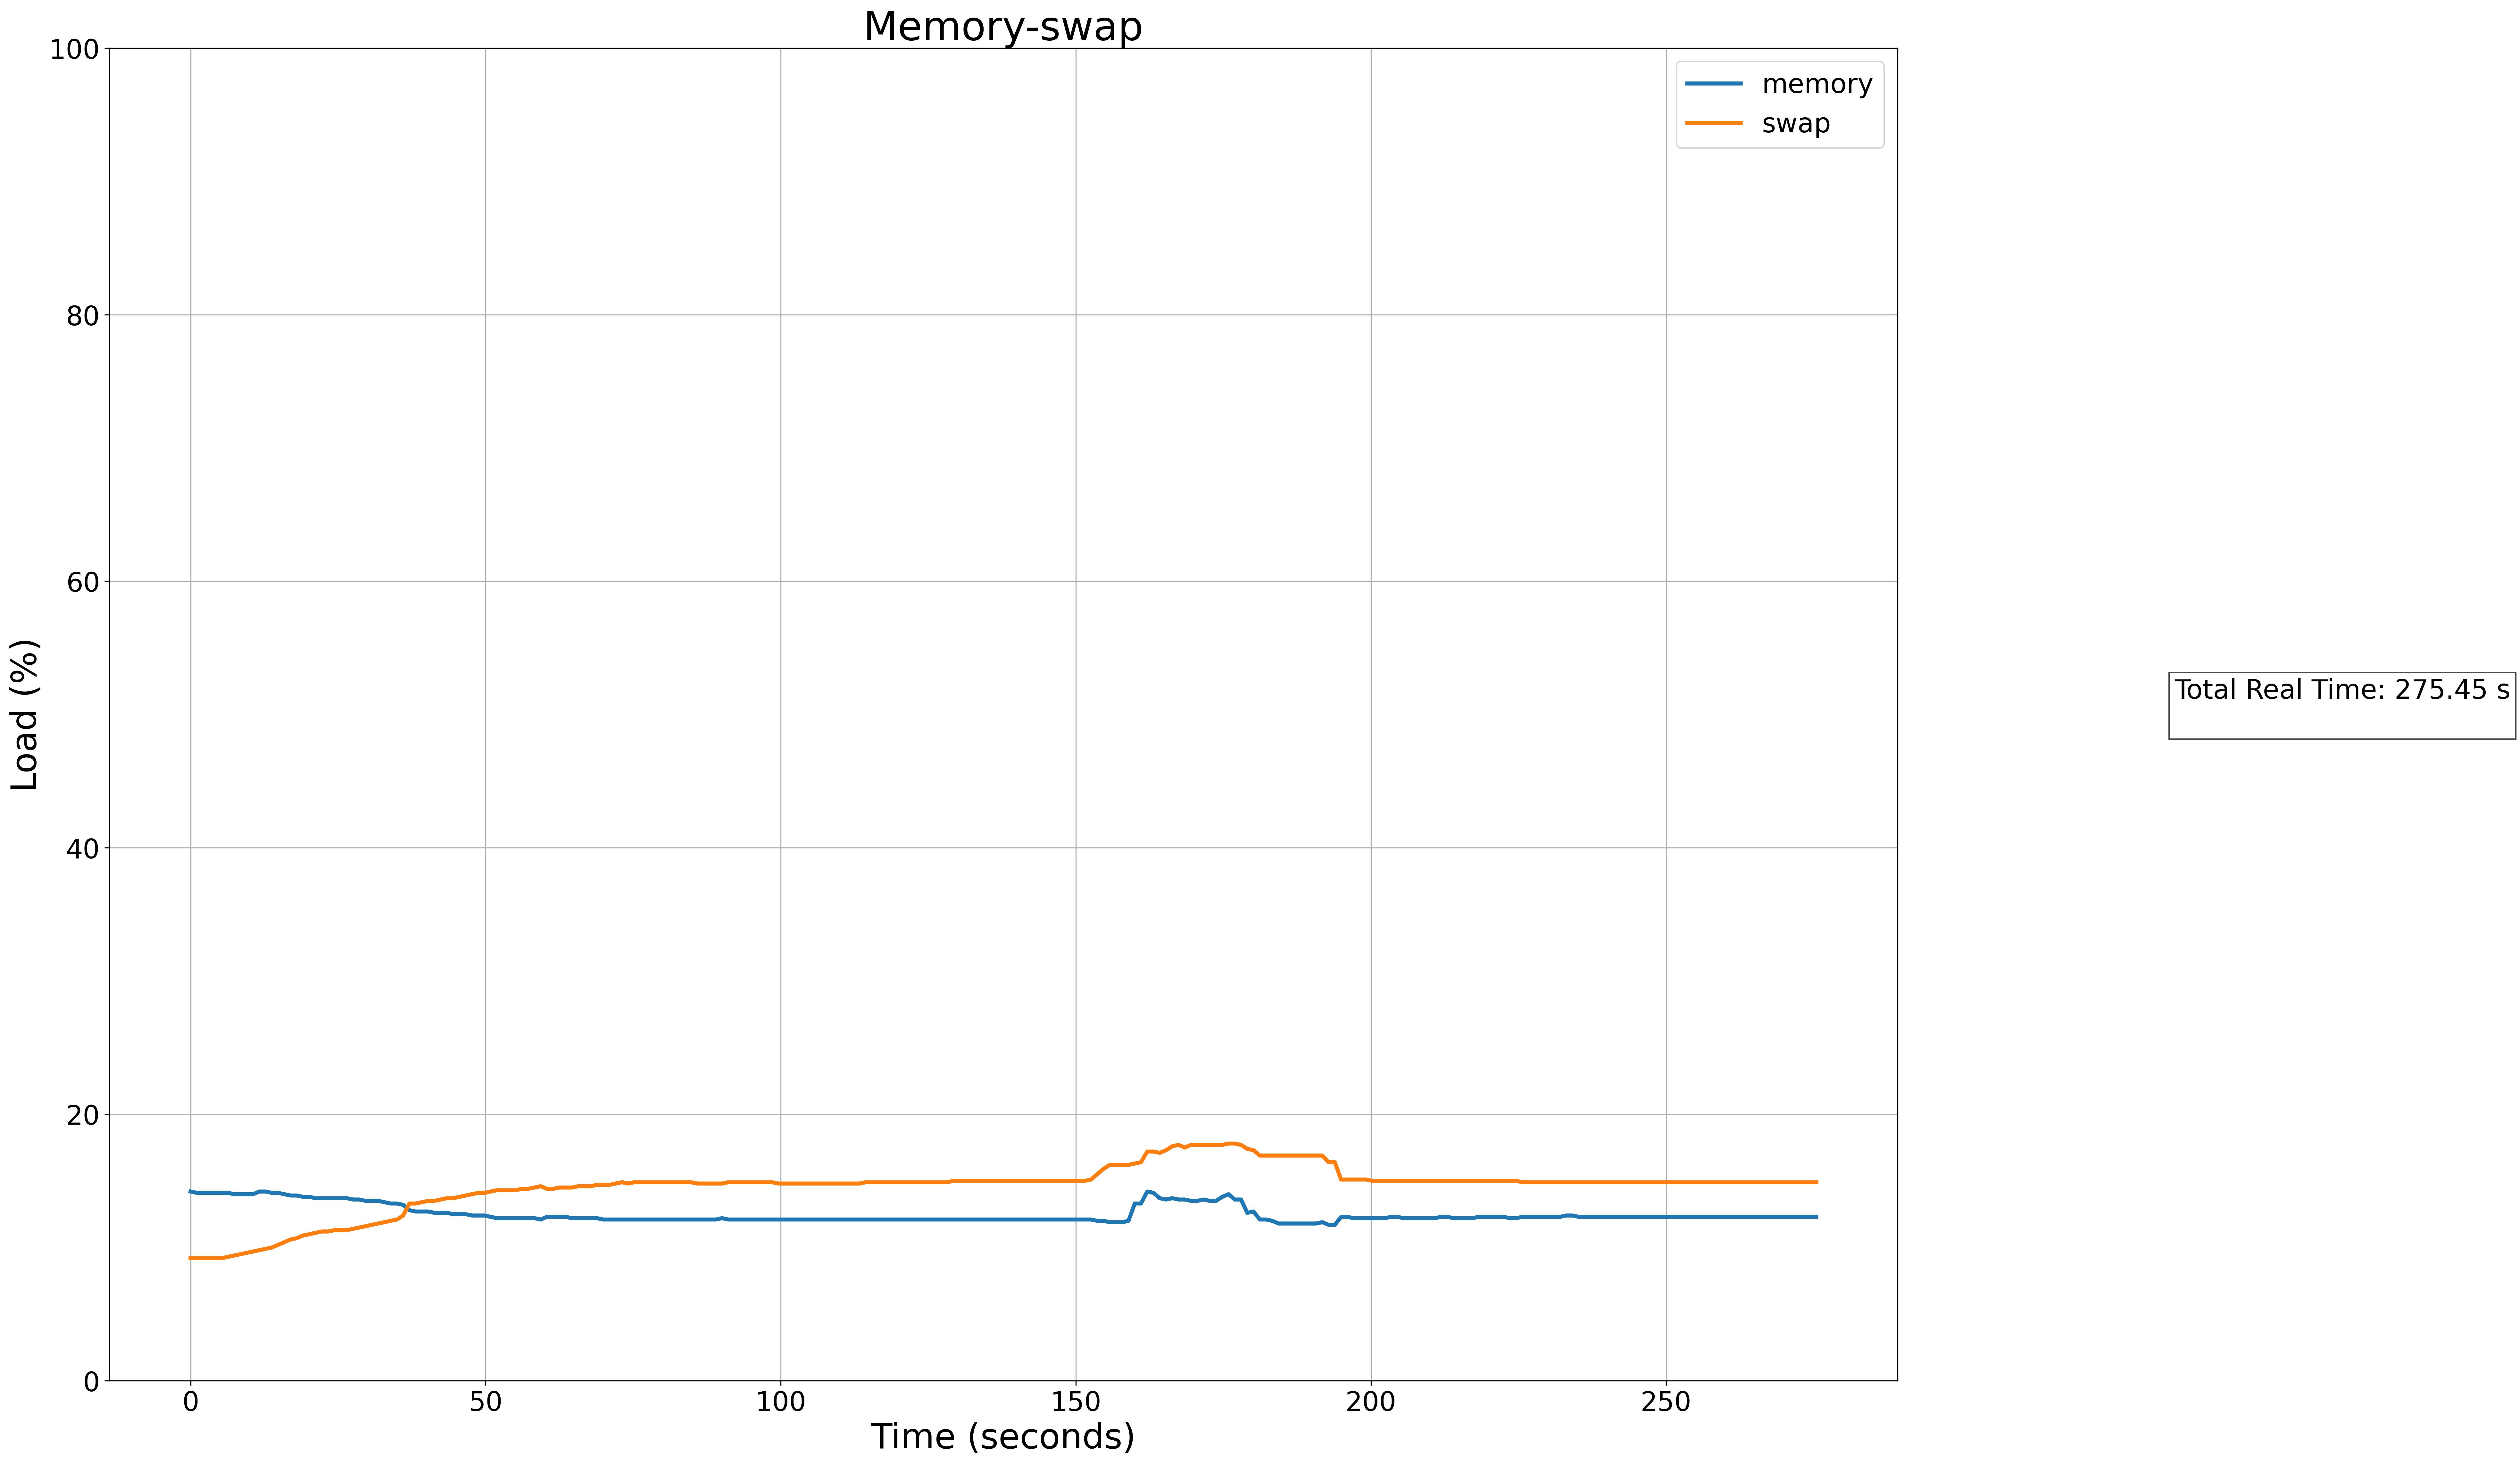 Memory-swap
100
80
60
40
20
0
Load (%)
memory
swap
0 50 100 150 200 250
Time (seconds)
Total Real Time: 275.45 s